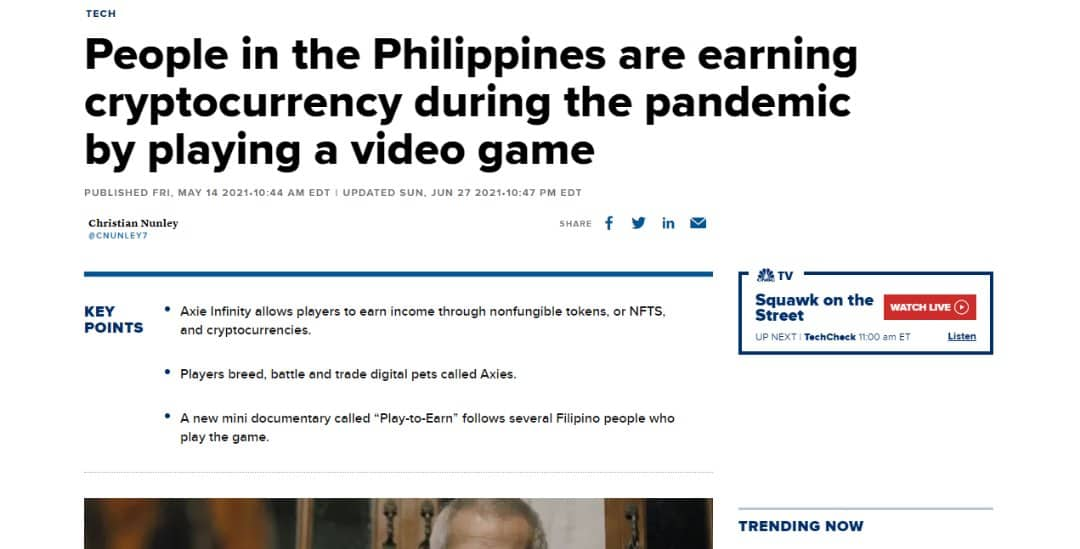 TECH
People in the Philippines are earning
cryptocurrency during the pandemic
by playing a video game
PUBLISHED FRI, MAY 14 2021•10:44 AM EDT | UPDATED SUN, JUN 27 2021•10:47 PM EDT
Christian Nunley
@CNUNLEY7
SHARE
KEY
POINTS
• Axie Infinity allows players to earn income through nonfungible tokens, or NFTS,
and cryptocurrencies.
• Players breed, battle and trade digital pets called Axies.
• A new mini documentary called “Play-to-Earn” follows several Filipino people who
play the game.
CNBC TV
Squawk on the
Street
WATCH LIVE
UP NEXT | TechCheck 11:00 am ET
Listen
TRENDING NOW